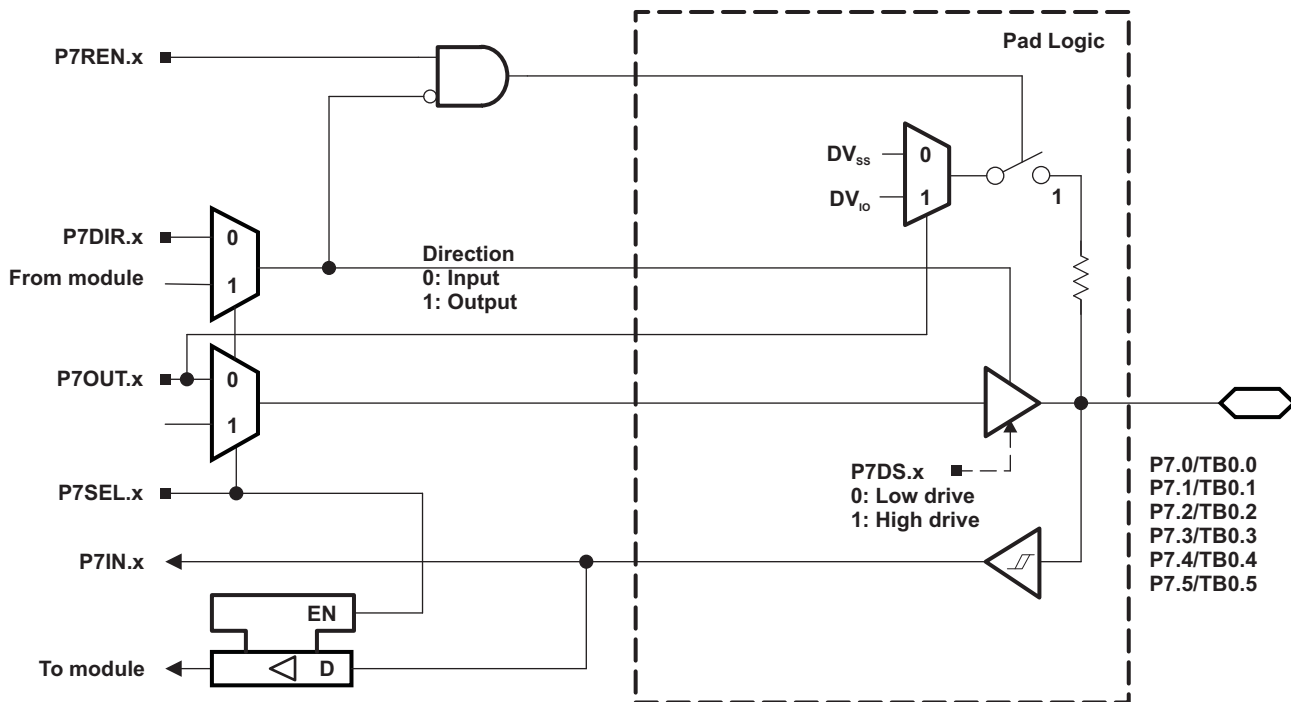 Pad Logic
P7REN.x
DVSS
0
DVIO
1
1
P7DIR.x
0
From module
1
Direction
0: Input
1: Output
P7OUT.x
0
1
P7SEL.x
P7DS.x
0: Low drive
1: High drive
P7.0/TB0.0
P7.1/TB0.1
P7.2/TB0.2
P7.3/TB0.3
P7.4/TB0.4
P7.5/TB0.5
P7IN.x
EN
To module
D